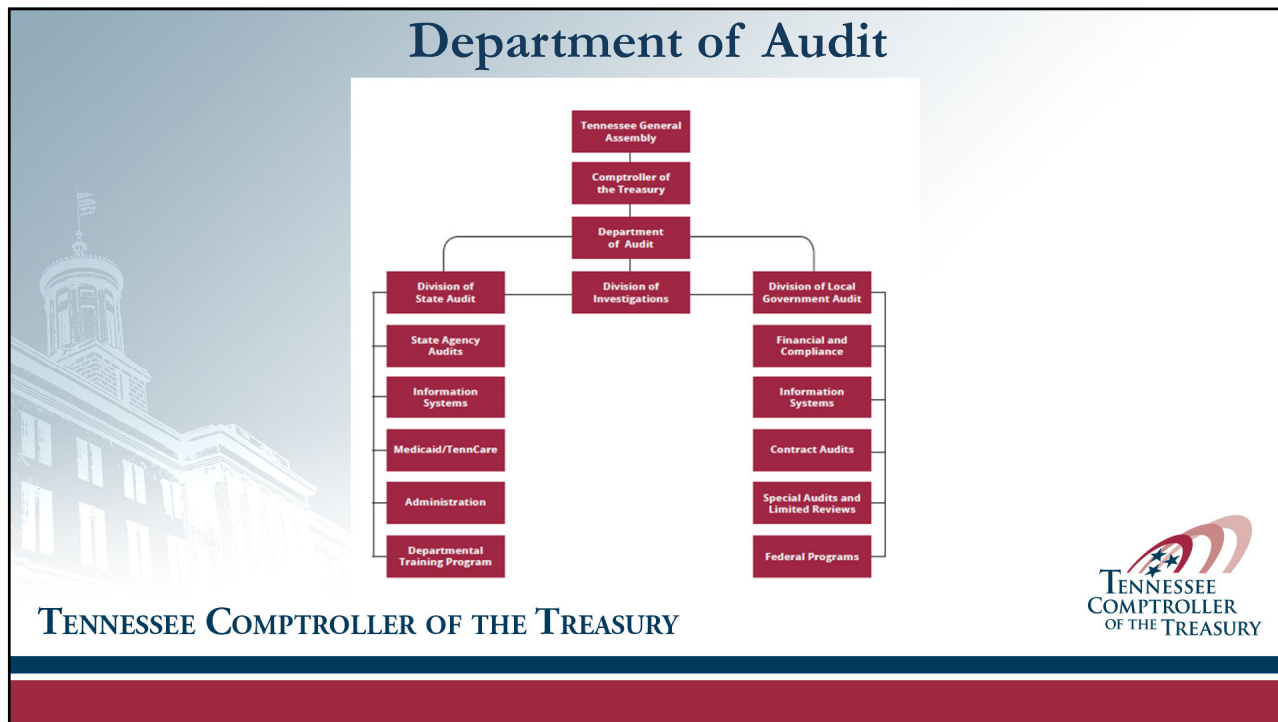 Department of Audit
Tennessee General
Assembly
Comptroller of
the Treasury
Department
of Audit
Division of
State Audit
Division of
Investigations
Division of Local
Government Audit
State Agency
Audits
Financial and
Compliance
Information
Systems
Information
Systems
Medicaid/TennCare
Contract Audits
Administration
Special Audits and
Limited Reviews
Departmental
Training Program
Federal Programs
TENNESSEE COMPTROLLER OF THE TREASURY
TENNESSEE
COMPTROLLER
OF THE TREASURY